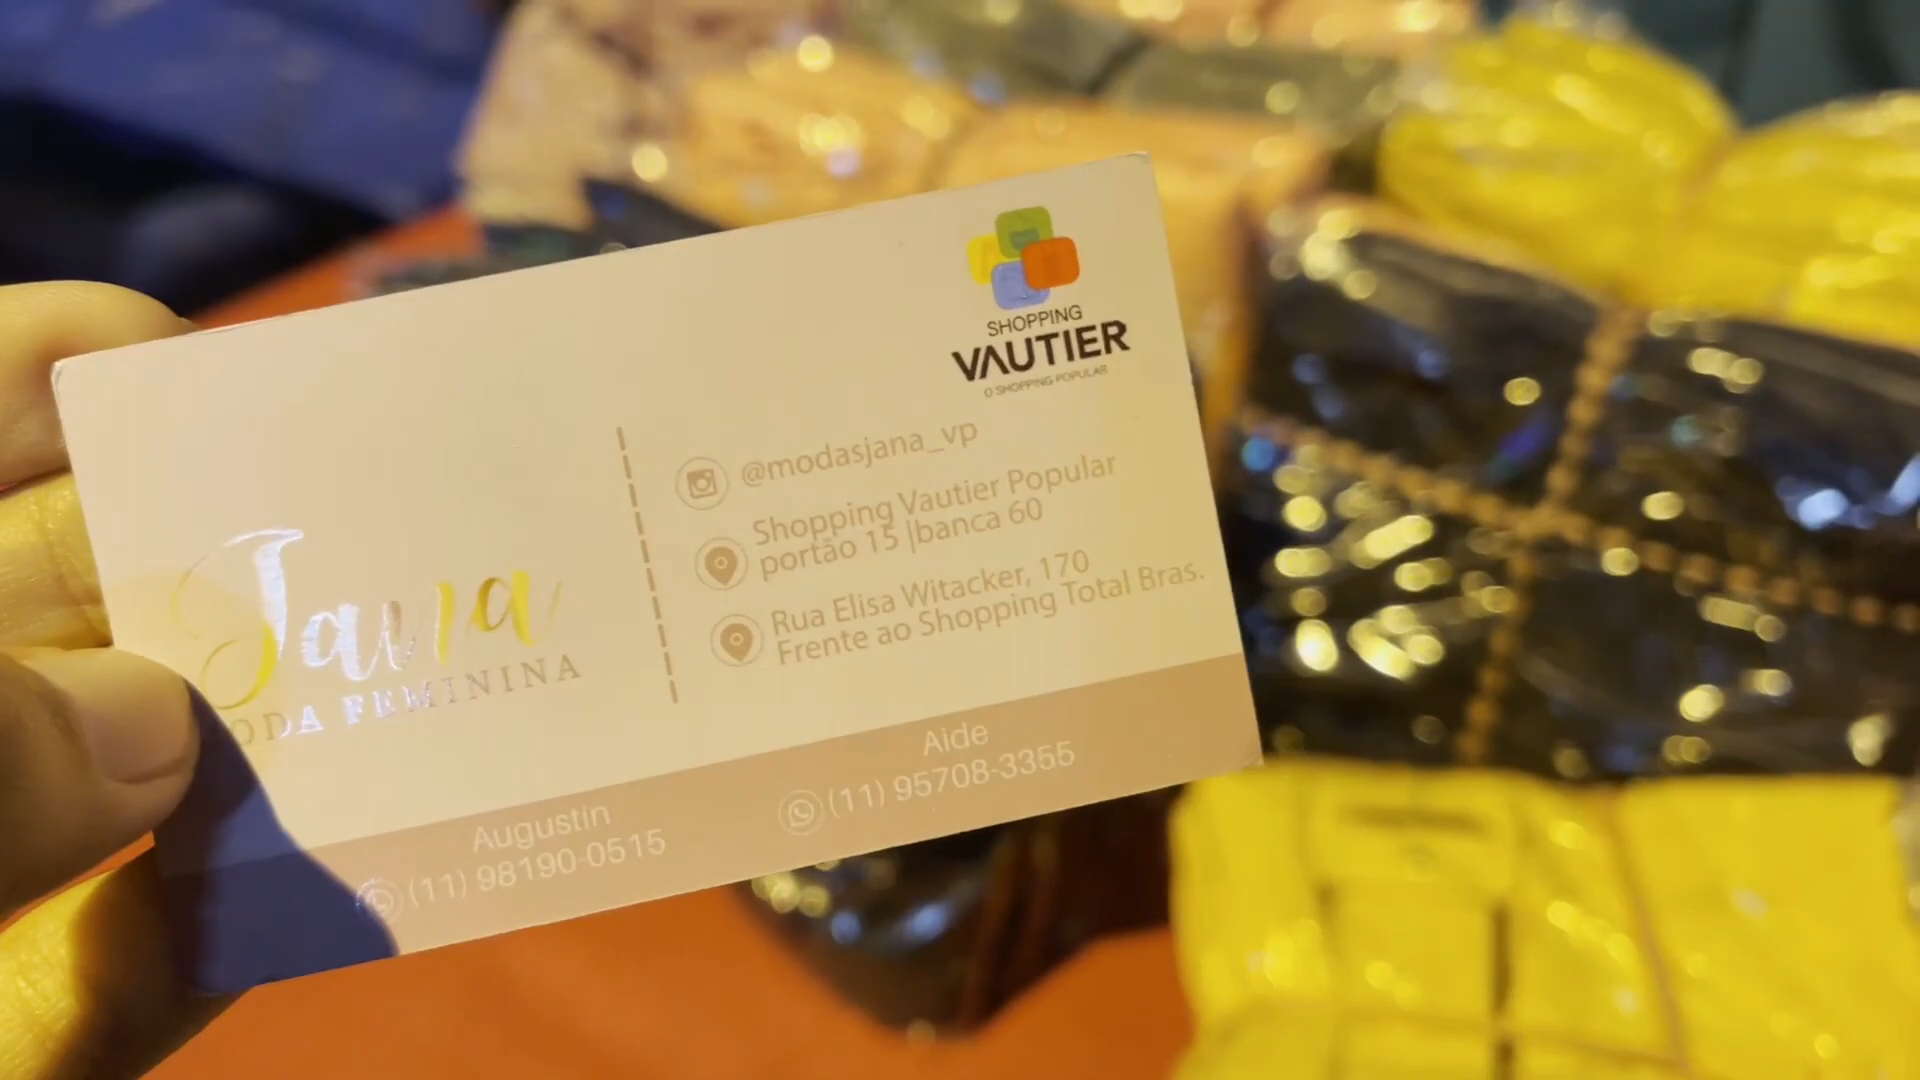 SHOPPING
VAUTIER
O SHOPPING POPULAR
@modasjana_vp
Shopping Vautier Popular
portão 15 |banca 60
Rua Elisa Witacker, 170
Frente ao Shopping Total Bras.
Jana
ODA FEMININA
Augustin
(11) 98190-0515
Aide
(11) 95708-3355